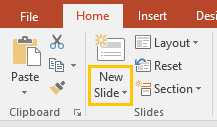 File Home Insert Desi
Paste
New
Slide
Layout
Reset
Section
Clipboard Slides